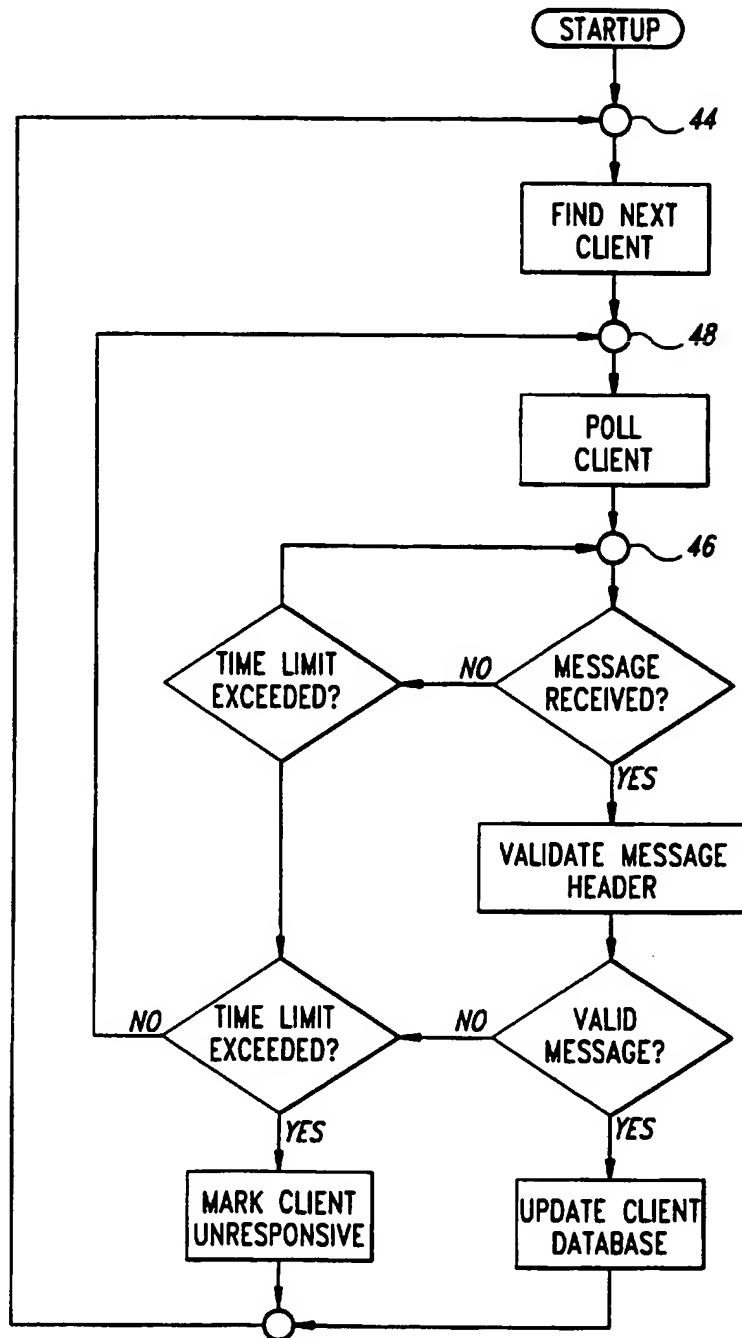 STARTUP
44
FIND NEXT
CLIENT
48
POLL
CLIENT
46
TIME LIMIT
EXCEEDED?
NO
MESSAGE
RECEIVED?
YES
VALIDATE MESSAGE
HEADER
NO
TIME LIMIT
EXCEEDED?
NO
VALID
MESSAGE?
YES
YES
MARK CLIENT
UNRESPONSIVE
UPDATE CLIENT
DATABASE